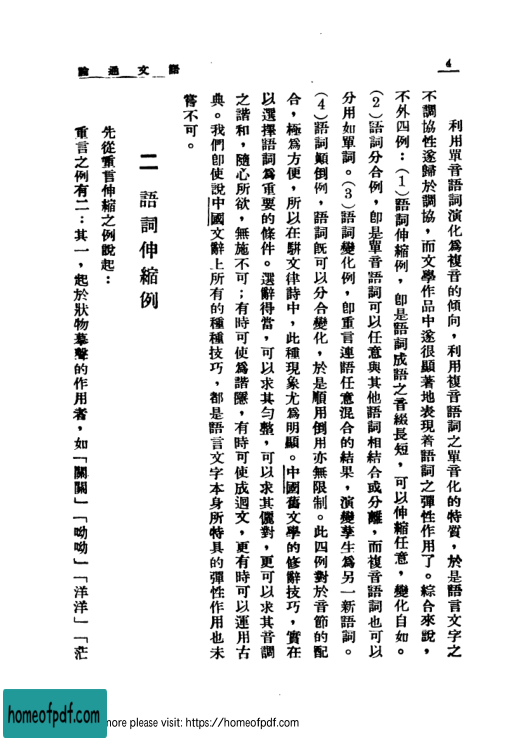 4
語文通論
利用單音語詞演化爲複音的傾向，利用複音語詞之單音化的特質，於是語言文字之
不調協性遂歸於調協，而文學作品中遂很顯著地表現着語詞之彈性作用了。綜合來說，
不外四例：（1）語詞伸縮例，卽是語詞成語之音綴長短，可以伸縮任意，變化自如。
（2）語詞分合例，卽是單音語詞可以任意與其他語詞相結合或分離，而複音語詞也可以
分用如單詞。（3）語詞變化例，卽重言連語任意混合的結果，演變孳生爲另一新語詞。
（4）語詞顛倒例，語詞旣可以分合變化，於是順用倒用亦無限制。此四例對於音節的配
合，極爲方便，所以在駢文律詩中，此種現象尤爲明顯。中國舊文學的修辭技巧，實在
以選擇語詞爲重要的條件。選辭得當，可以求其勻整，可以求其儷對，更可以求其音調
之諧和，隨心所欲，無施不可；有時可使爲諧隱，有時可使成迴文，更有時可以運用古
典。我們卽使說中國文辭上所有的種種技巧，都是語言文字本身所特具的彈性作用也未
嘗不可。
二 語詞伸縮例
先從重言伸縮之例說起：
重言之例有二：其一，起於狀物摹聲的作用者，如「關關」「呦呦」「洋洋」「茫
homeofpdf.com
more please visit: https://homeofpdf.com